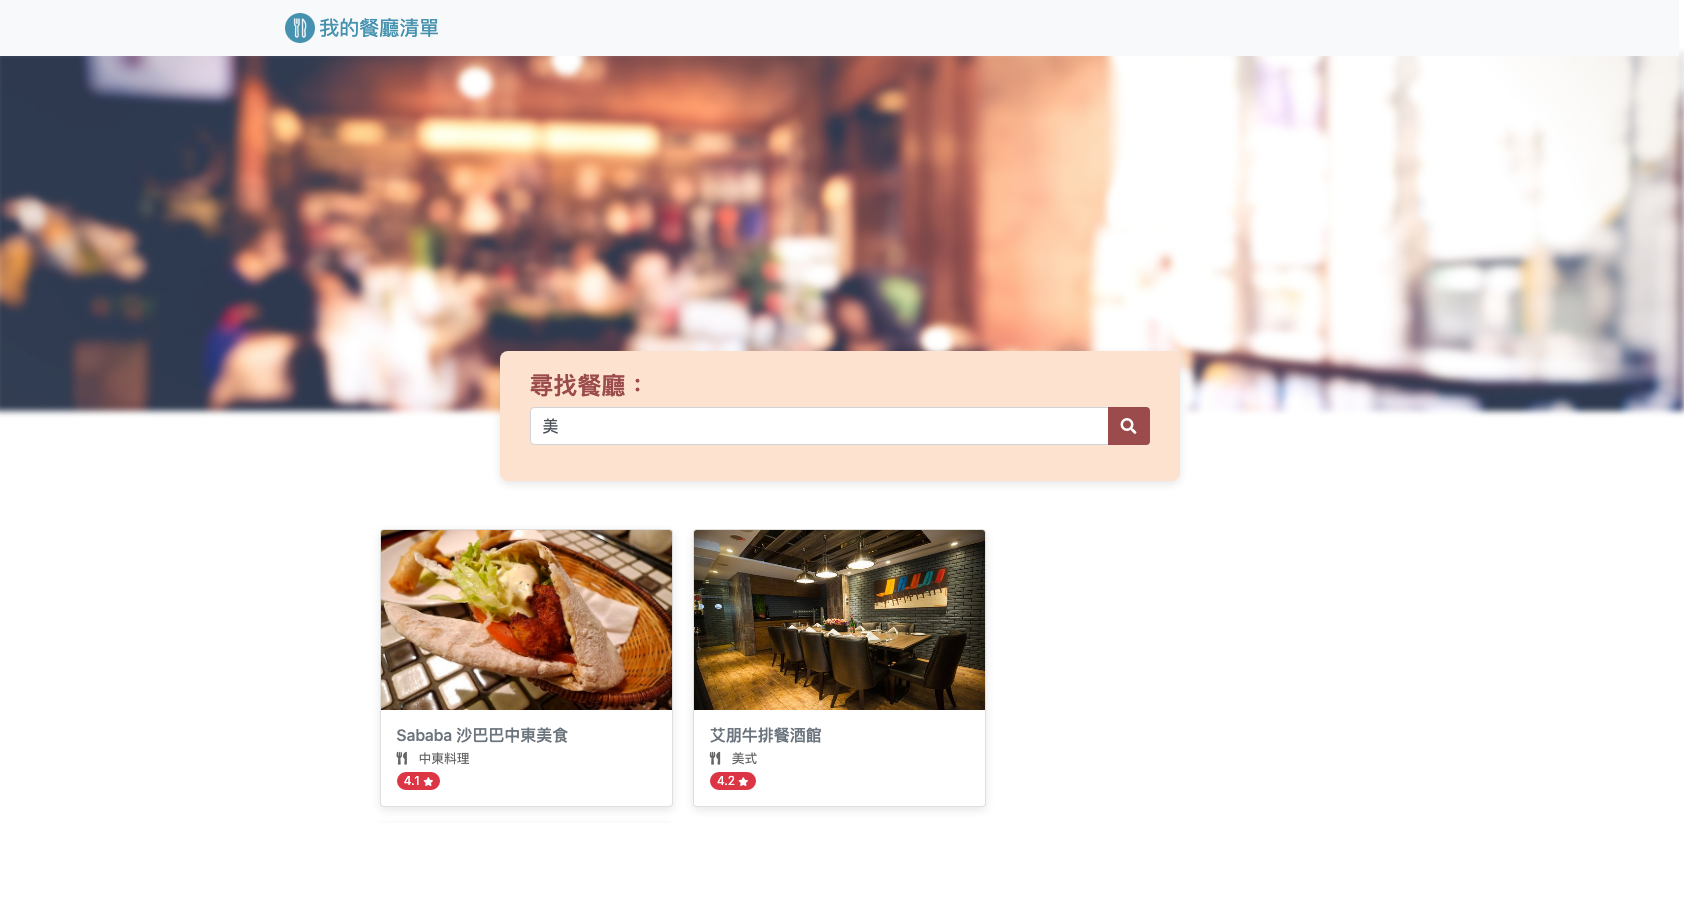 我的餐廳清單
尋找餐廳：
美
Sababa 沙巴巴中東美食
中東料理
4.1
艾朋牛排餐酒館
美式
4.2